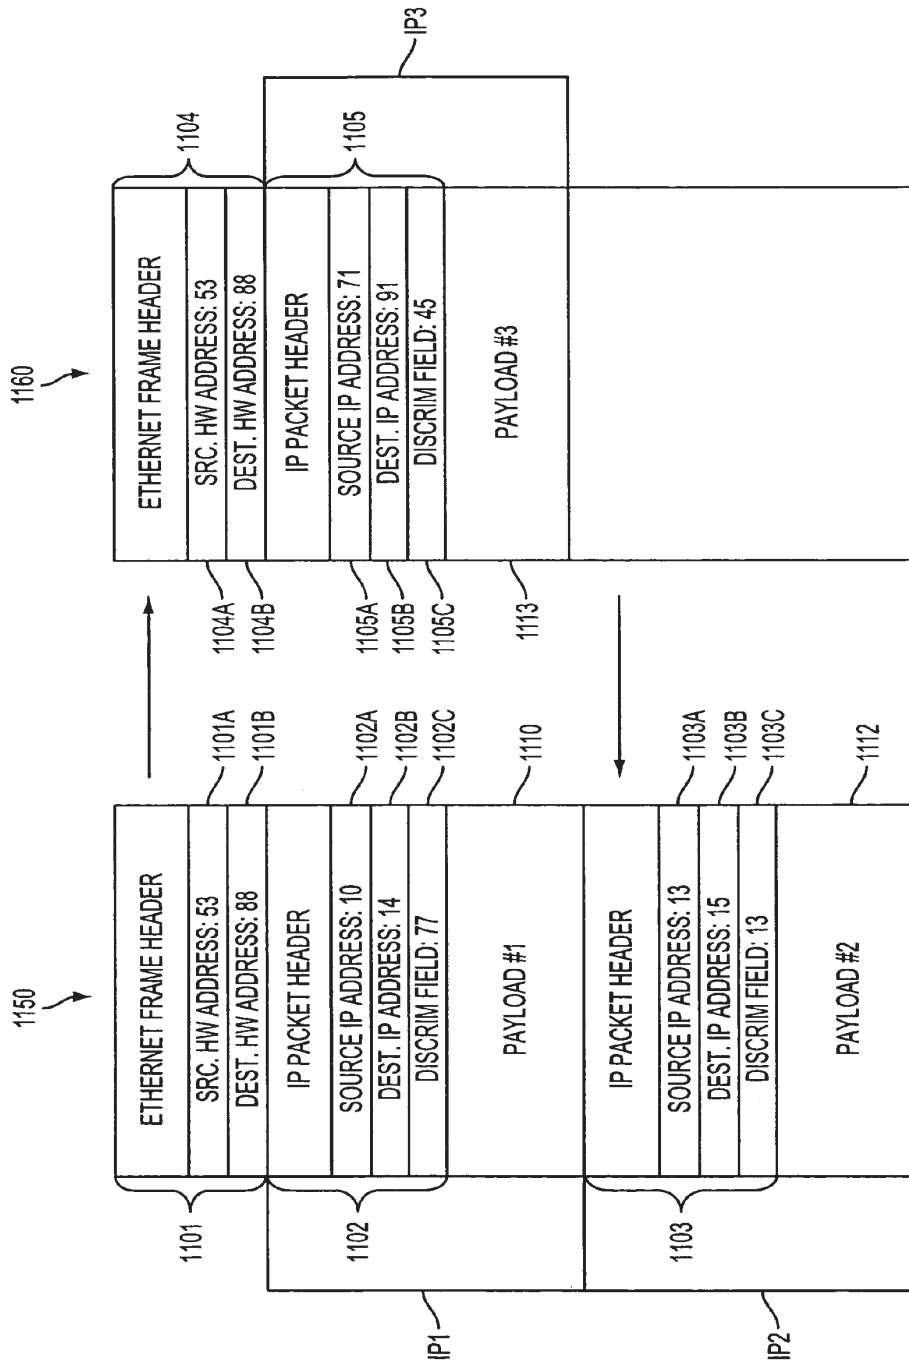 1150
ETHERNET FRAME HEADER
SRC. HW ADDRESS: 53
DEST. HW ADDRESS: 88
IP PACKET HEADER
SOURCE IP ADDRESS: 10
DEST. IP ADDRESS: 14
DISCRIM FIELD: 77
PAYLOAD #1
IP PACKET HEADER
SOURCE IP ADDRESS: 13
DEST. IP ADDRESS: 15
DISCRIM FIELD: 13
PAYLOAD #2
1101
1102
1103
IP1
IP2
1101A
1101B
1102A
1102B
1102C
1110
1103A
1103B
1103C
1112
1160
ETHERNET FRAME HEADER
SRC. HW ADDRESS: 53
DEST. HW ADDRESS: 88
IP PACKET HEADER
SOURCE IP ADDRESS: 71
DEST. IP ADDRESS: 91
DISCRIM FIELD: 45
PAYLOAD #3
1104A
1104B
1105A
1105B
1105C
1113
1104
1105
IP3